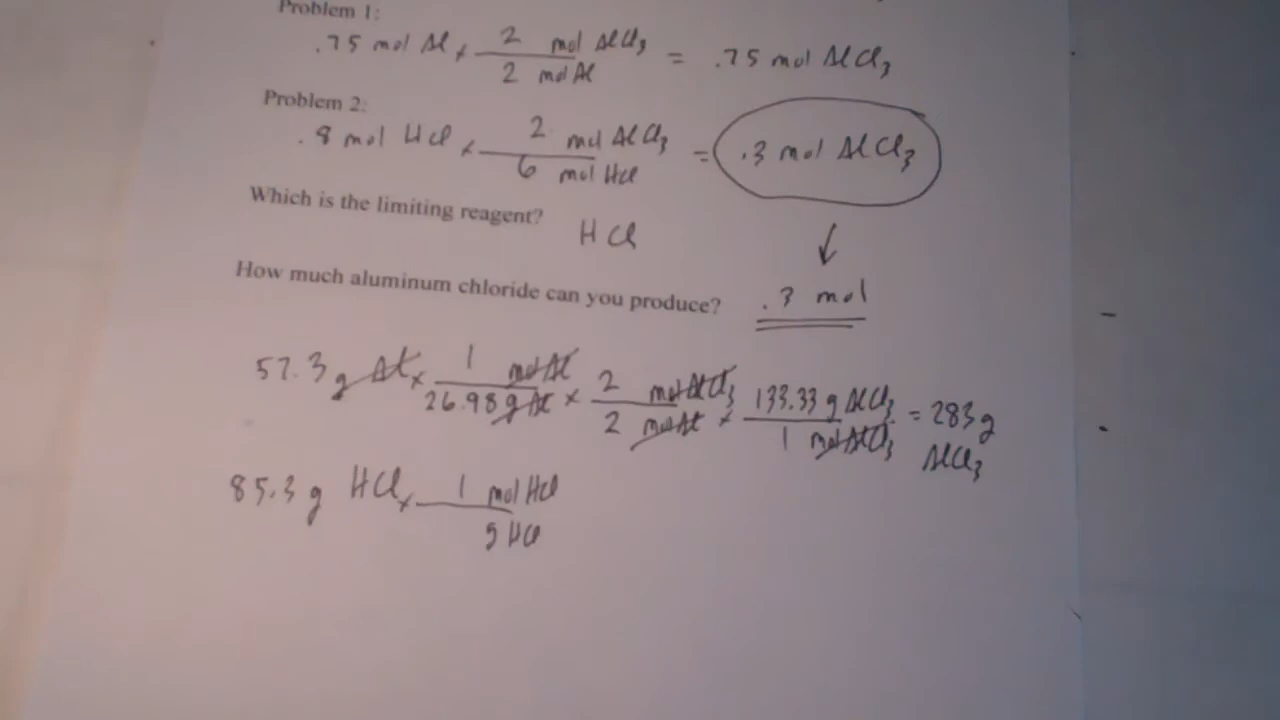 Problem 1:
.75 mol Al x 2 mol AlCl3 / 2 mol Al = .75 mol AlCl3
Problem 2:
.8 mol HCl x 2 mol AlCl3 / 6 mol HCl = .3 mol AlCl3
Which is the limiting reagent? HCl
How much aluminum chloride can you produce? .3 mol
57.3 g Al x 1 mol Al / 26.98 g Al x 2 mol AlCl3 / 2 mol Al x 133.33 g AlCl3 / 1 mol AlCl3 = 283 g AlCl3
85.3 g HCl x 1 mol HCl / g HCl